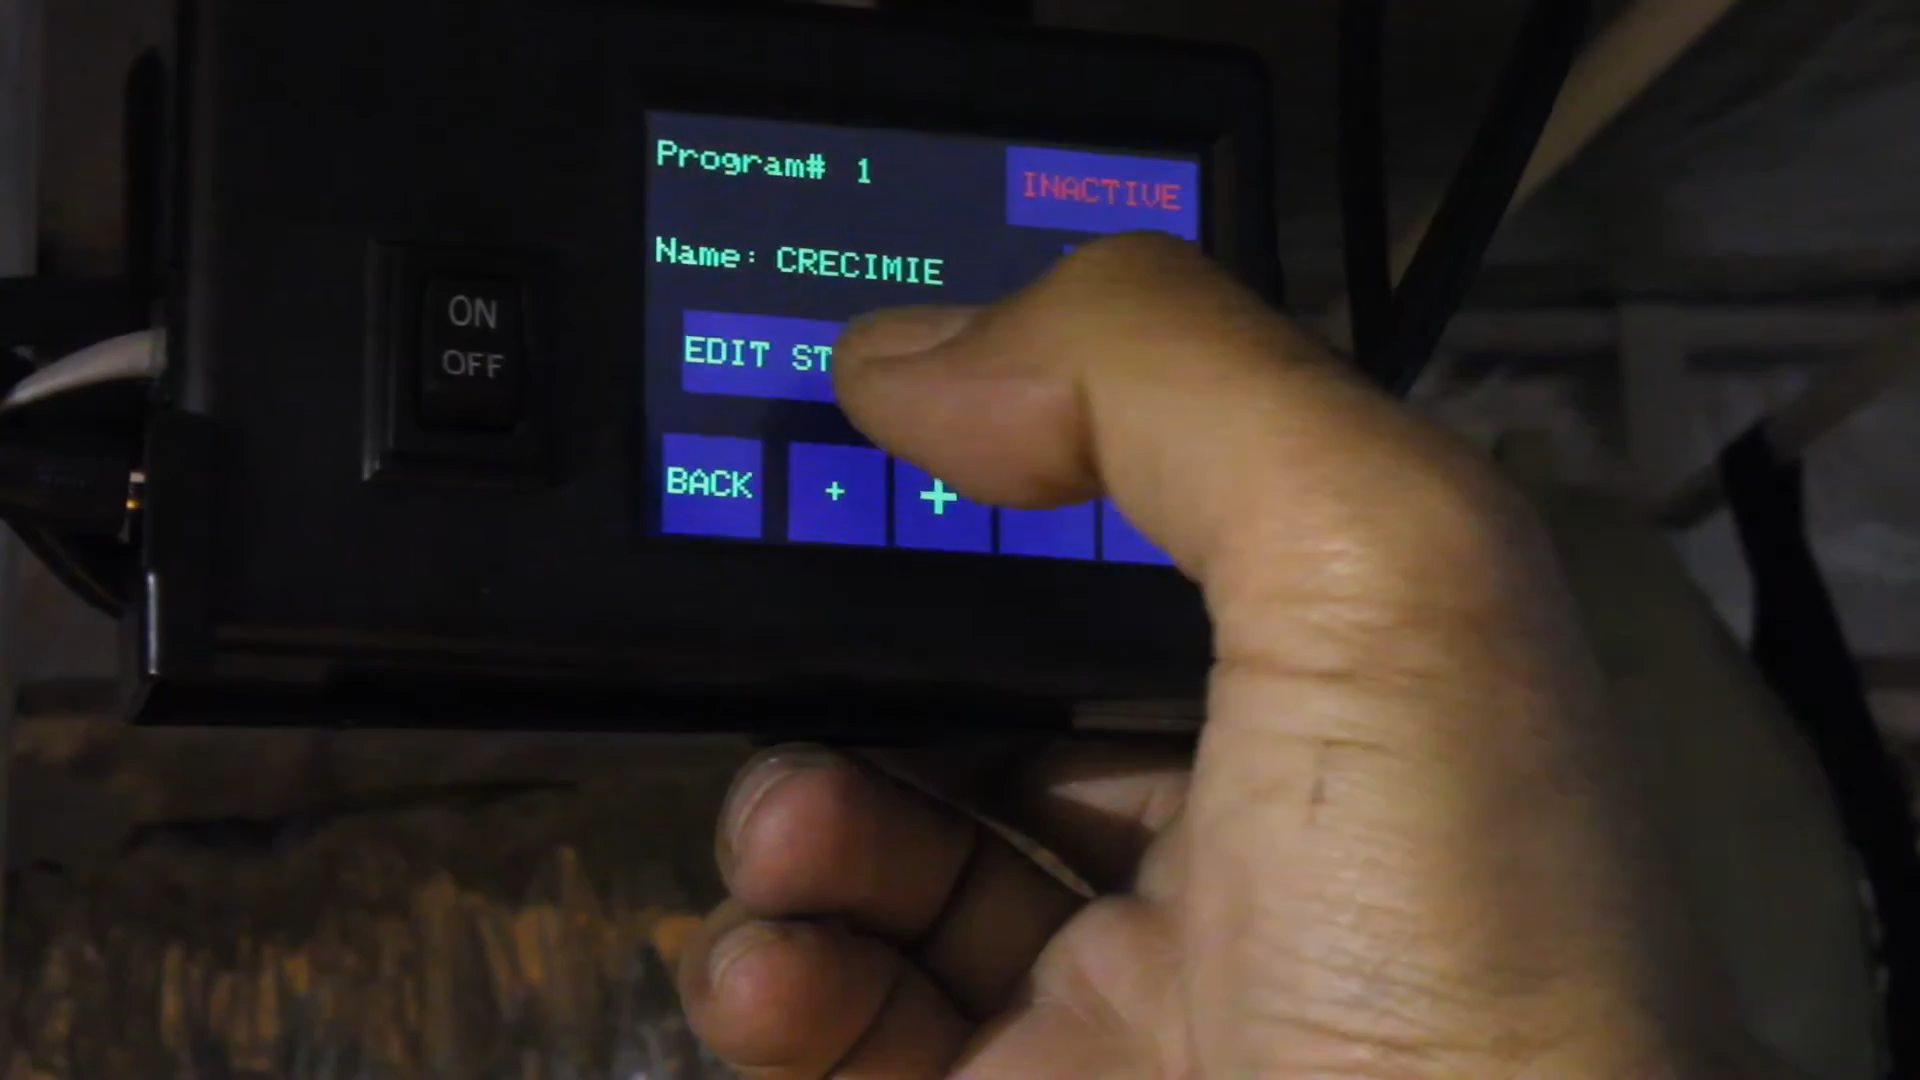 Program# 1
INACTIVE
Name: CRECIMIE
ON
OFF
EDIT ST
BACK
+
+